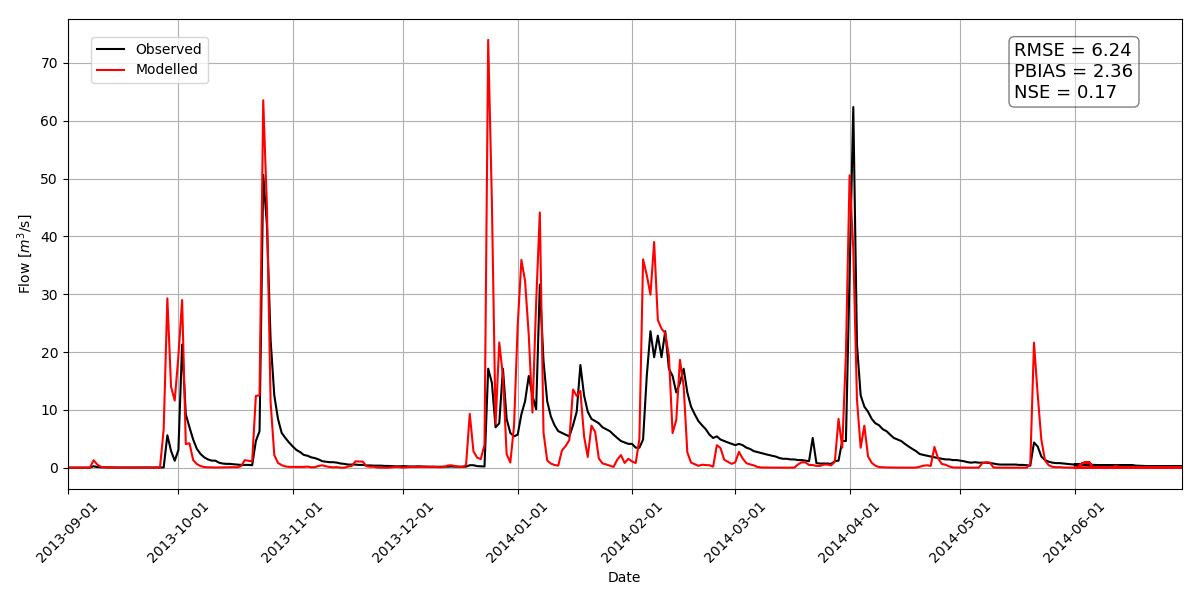 Observed
Modelled
RMSE = 6.24
PBIAS = 2.36
NSE = 0.17
Flow [m³/s]
70
60
50
40
30
20
10
0
2013-09-01
2013-10-01
2013-11-01
2013-12-01
2014-01-01
2014-02-01
2014-03-01
2014-04-01
2014-05-01
2014-06-01
Date